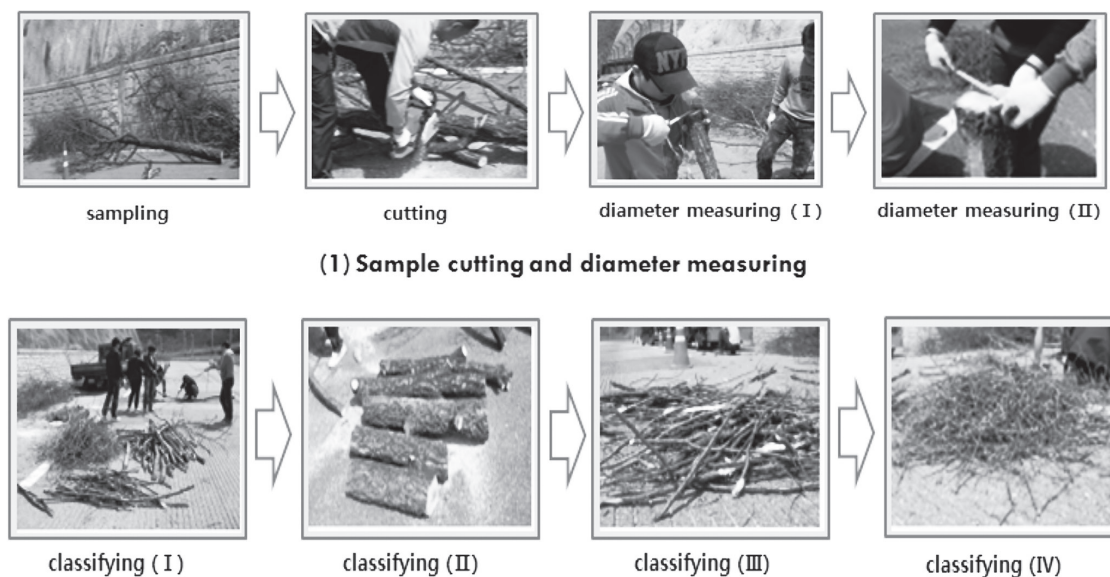 NY
sampling
cutting
diameter measuring (Ⅰ)
diameter measuring (Ⅱ)
(1) Sample cutting and diameter measuring
classifying (Ⅰ)
classifying (Ⅱ)
classifying (Ⅲ)
classifying (Ⅳ)